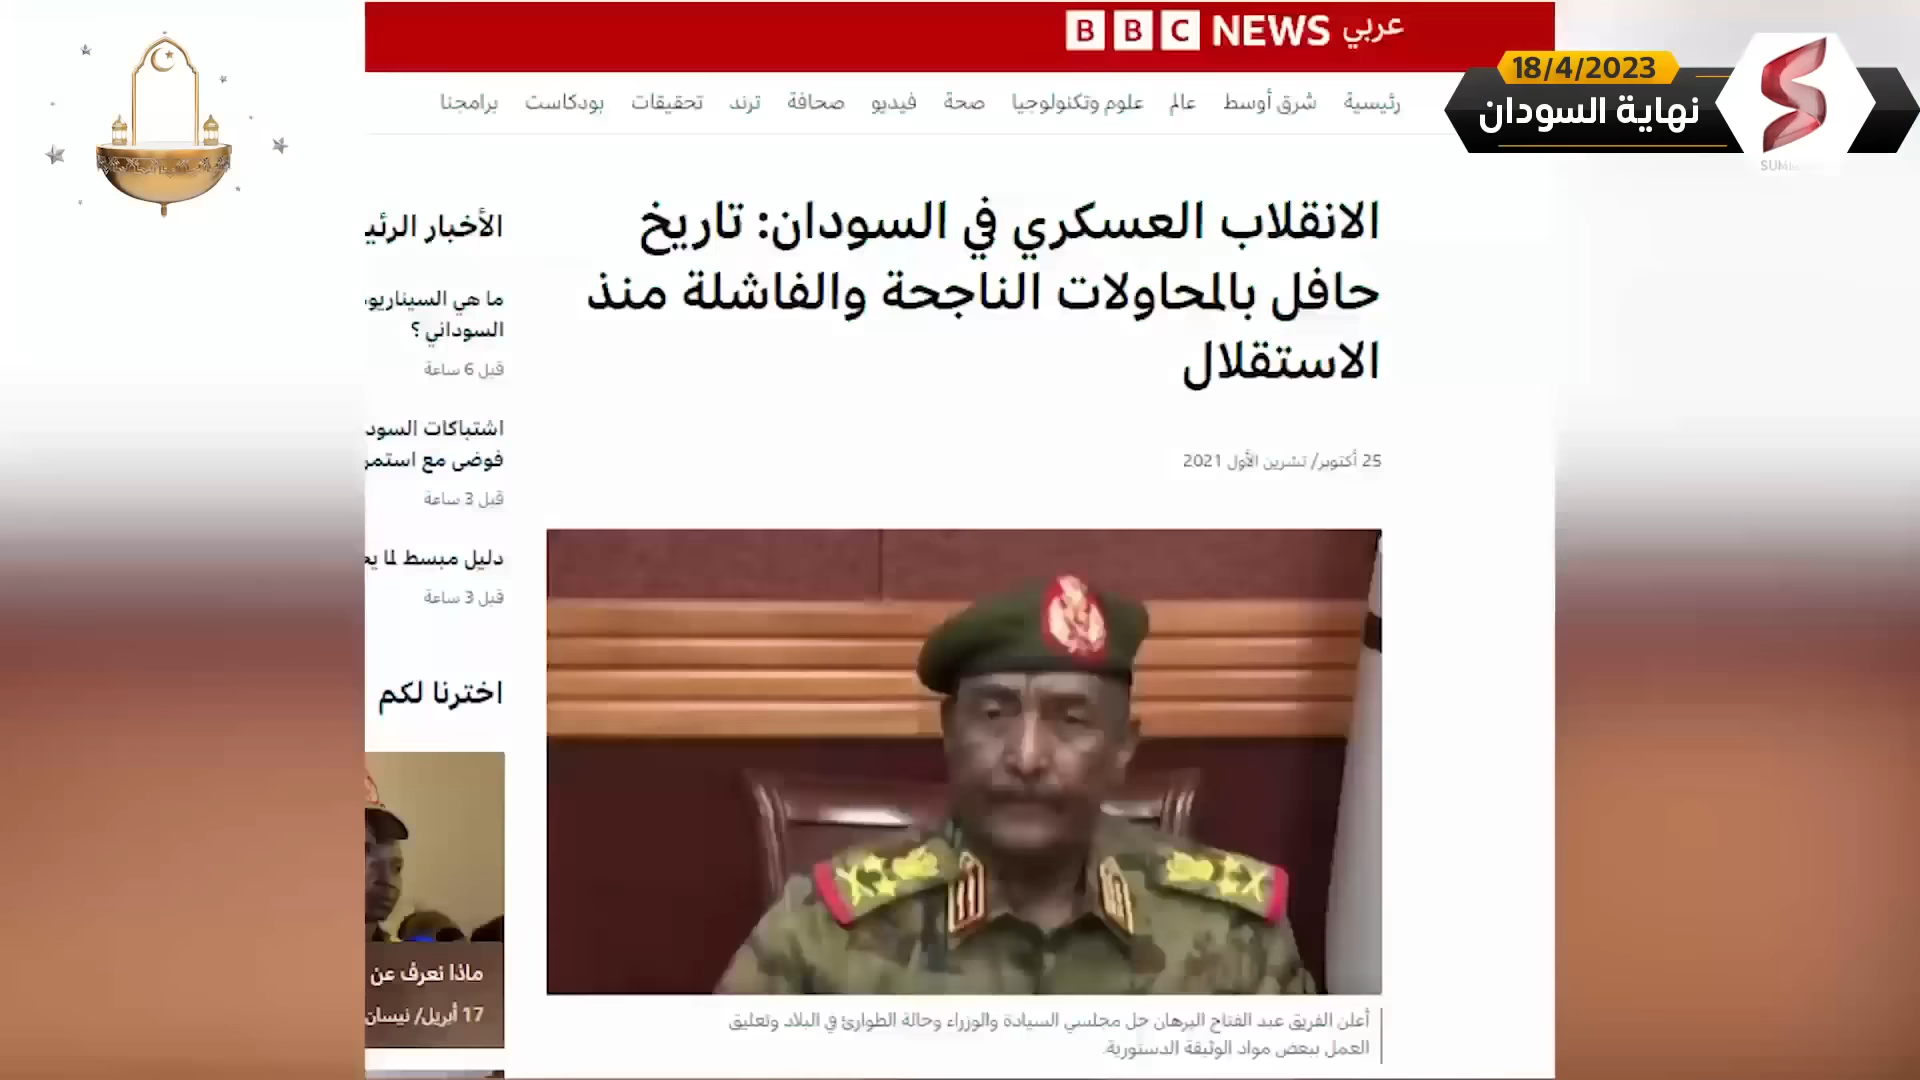 BBC NEWS عربي
18/4/2023
نهاية السودان
رئيسية شرق أوسط عالم علوم وتكنولوجيا صحة فيديو صحافة ترند تحقيقات بودكاست برامجنا
الانقلاب العسكري في السودان: تاريخ
حافل بالمحاولات الناجحة والفاشلة منذ
الاستقلال
25 أكتوبر/ تشرين الأول 2021
أعلن الفريق عبد الفتاح البرهان حل مجلسي السيادة والوزراء وحالة الطوارئ في البلاد وتعليق
العمل ببعض مواد الوثيقة الدستورية.
الأخبار
ما هي
السوداني ؟
قبل 6 ساعة
اشتباكات
فوضى مع
قبل 3 ساعة
دليل مبسط لما
قبل 3 ساعة
اخترنا لكم
ماذا نعرف عن
17 أبريل/ نيسان